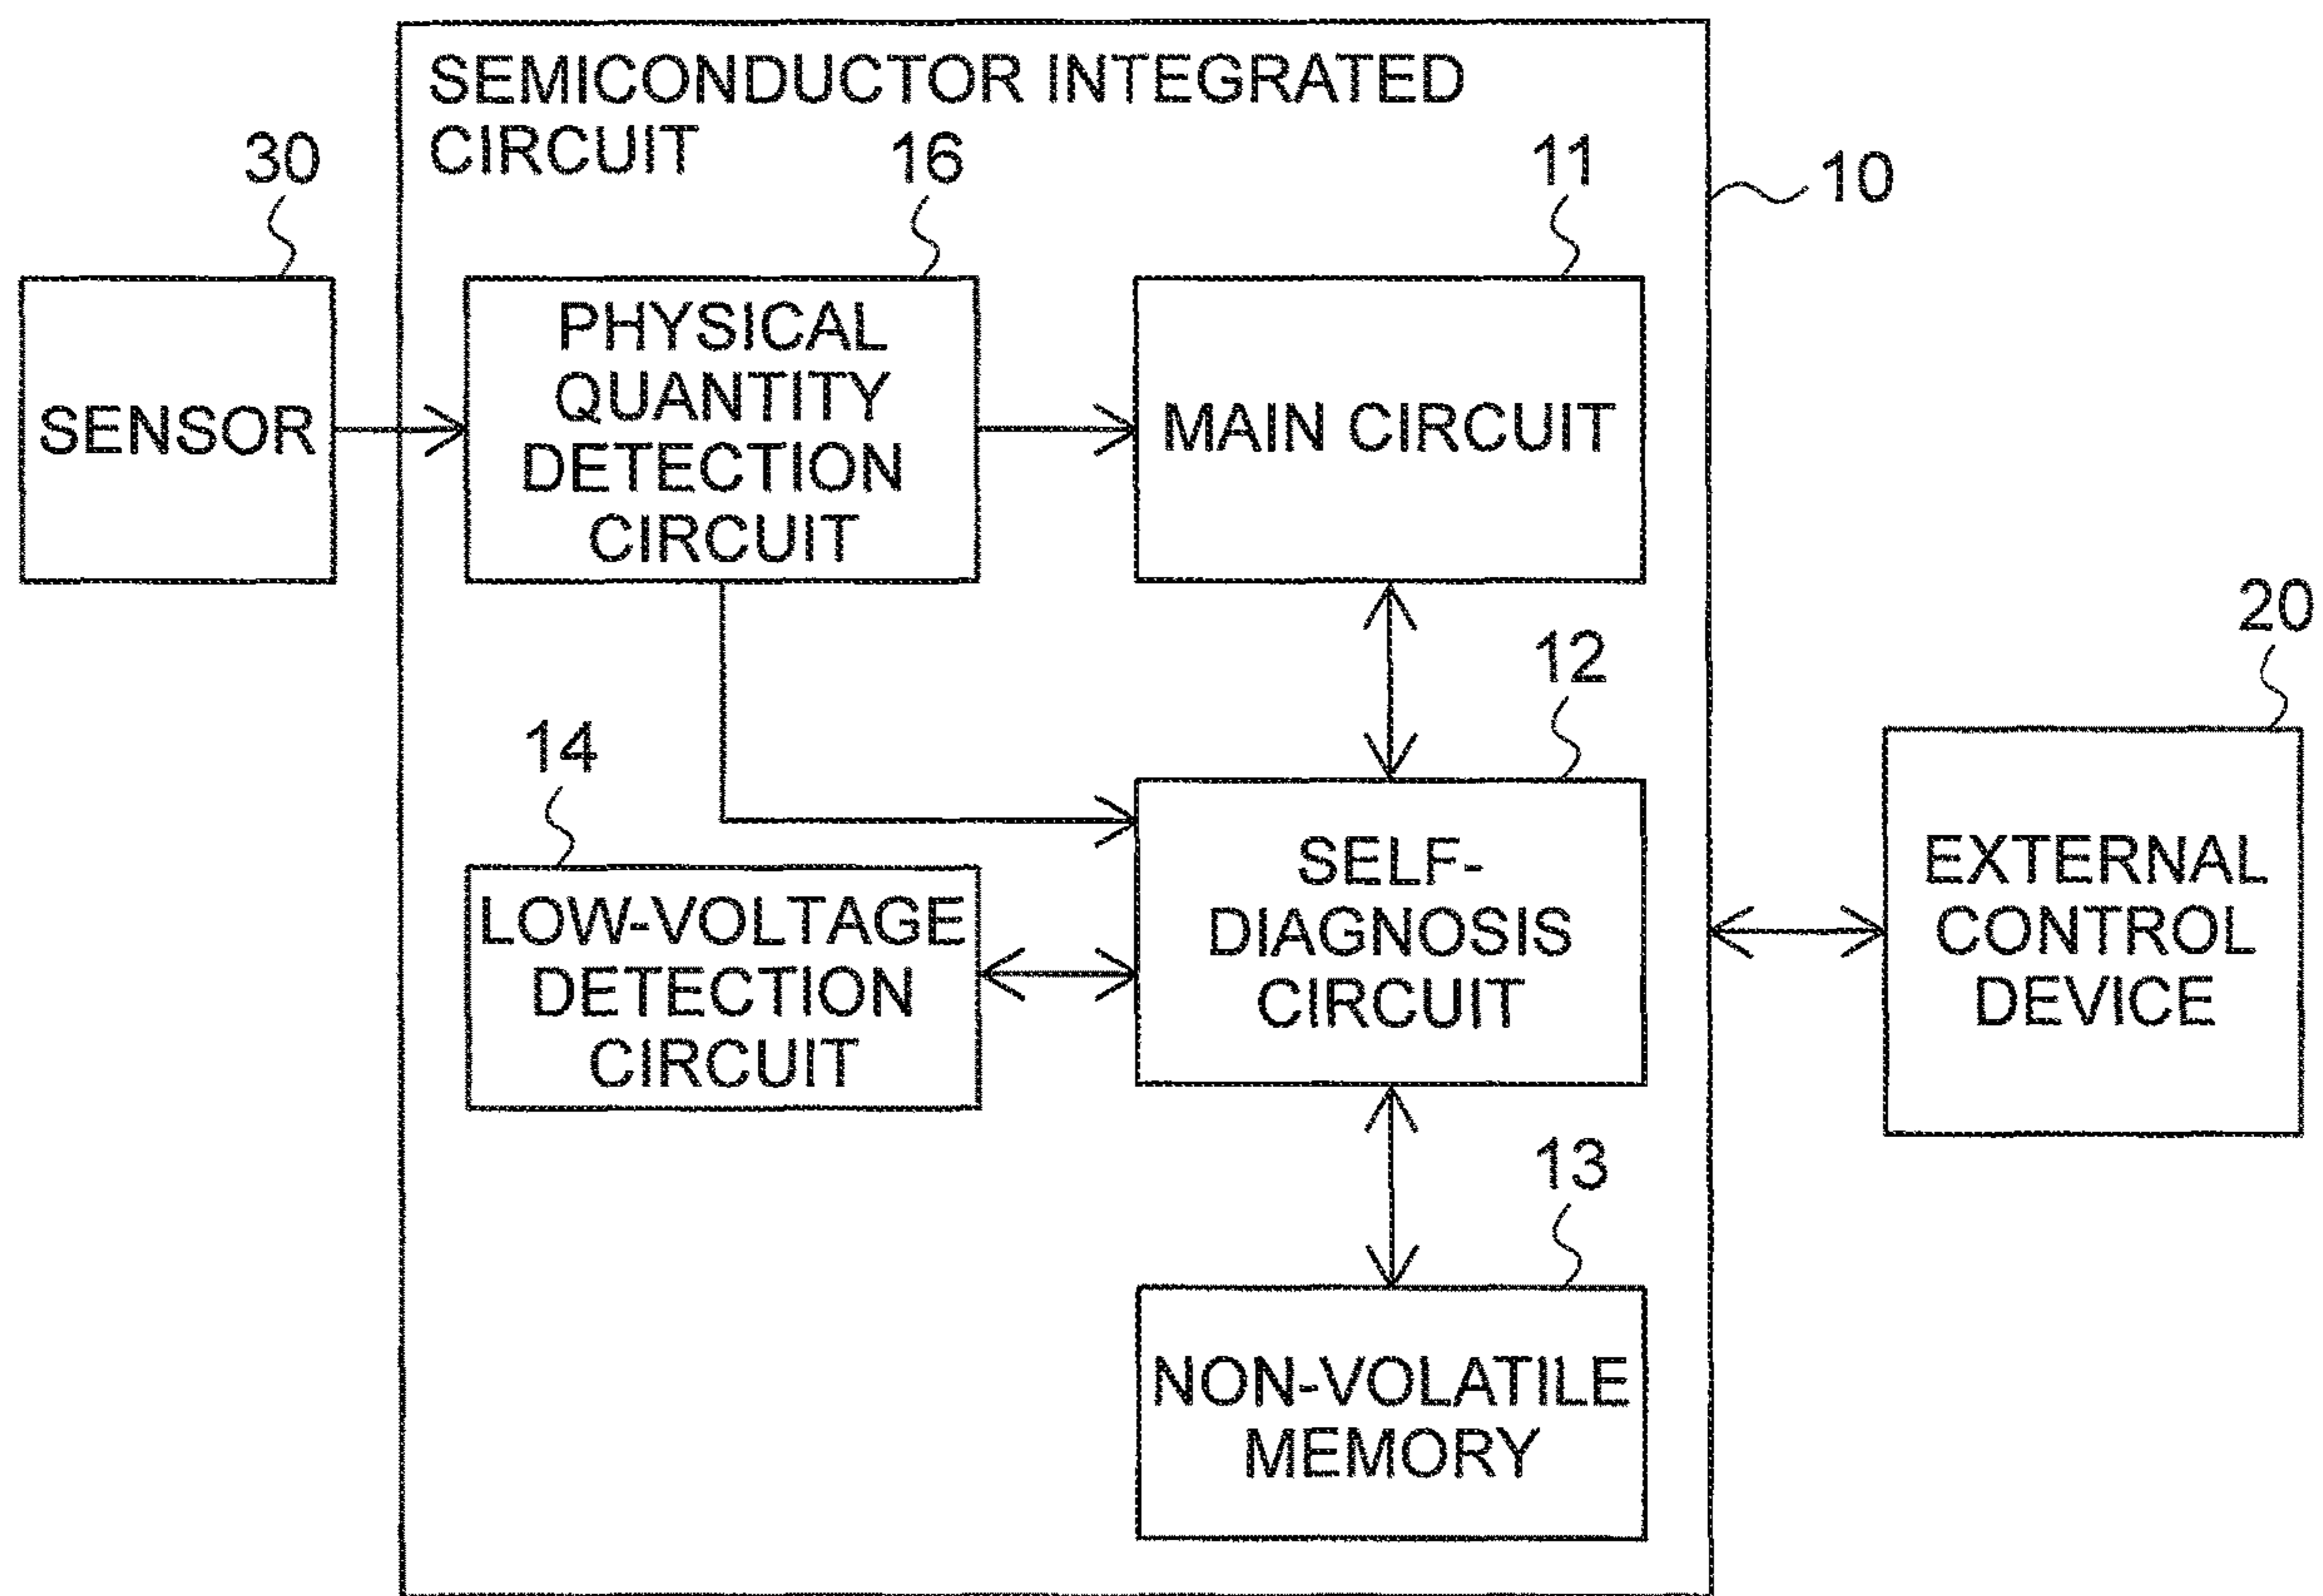 SEMICONDUCTOR INTEGRATED
CIRCUIT
30
16
11
10
SENSOR
PHYSICAL
QUANTITY
DETECTION
CIRCUIT
MAIN CIRCUIT
14
12
20
LOW-VOLTAGE
DETECTION
CIRCUIT
SELF-
DIAGNOSIS
CIRCUIT
EXTERNAL
CONTROL
DEVICE
13
NON-VOLATILE
MEMORY